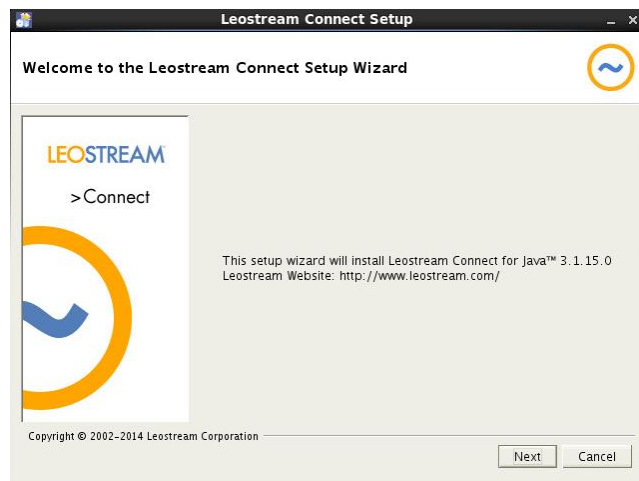 Leostream Connect Setup
Welcome to the Leostream Connect Setup Wizard
LEOSTREAM
>Connect
This setup wizard will install Leostream Connect for Java™ 3.1.15.0
Leostream Website: http://www.leostream.com/
Copyright © 2002-2014 Leostream Corporation
Next
Cancel